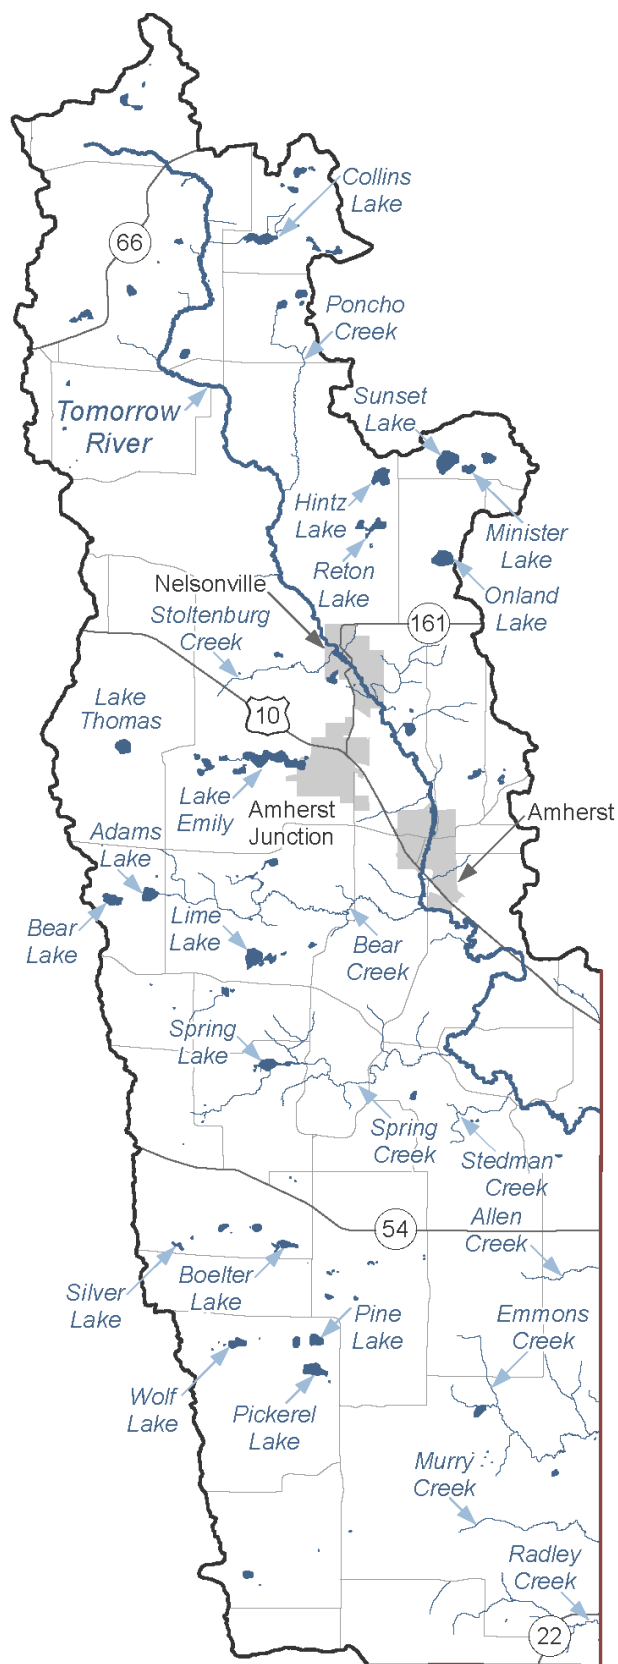 Collins
Lake
66
Poncho
Creek
Sunset
Lake
Tomorrow
River
Hintz
Lake
Minister
Lake
Reton
Lake
Onland
Lake
Nelsonville
Stoltenburg
Creek
161
Lake
Thomas
10
Lake
Emily
Amherst
Junction
Amherst
Adams
Lake
Bear
Lake
Lime
Lake
Bear
Creek
Spring
Lake
Spring
Creek
Stedman
Creek
Allen
Creek
54
Silver
Lake
Boelter
Lake
Emmons
Creek
Pine
Lake
Wolf
Lake
Pickerel
Lake
Murry
Creek
Radley
Creek
22